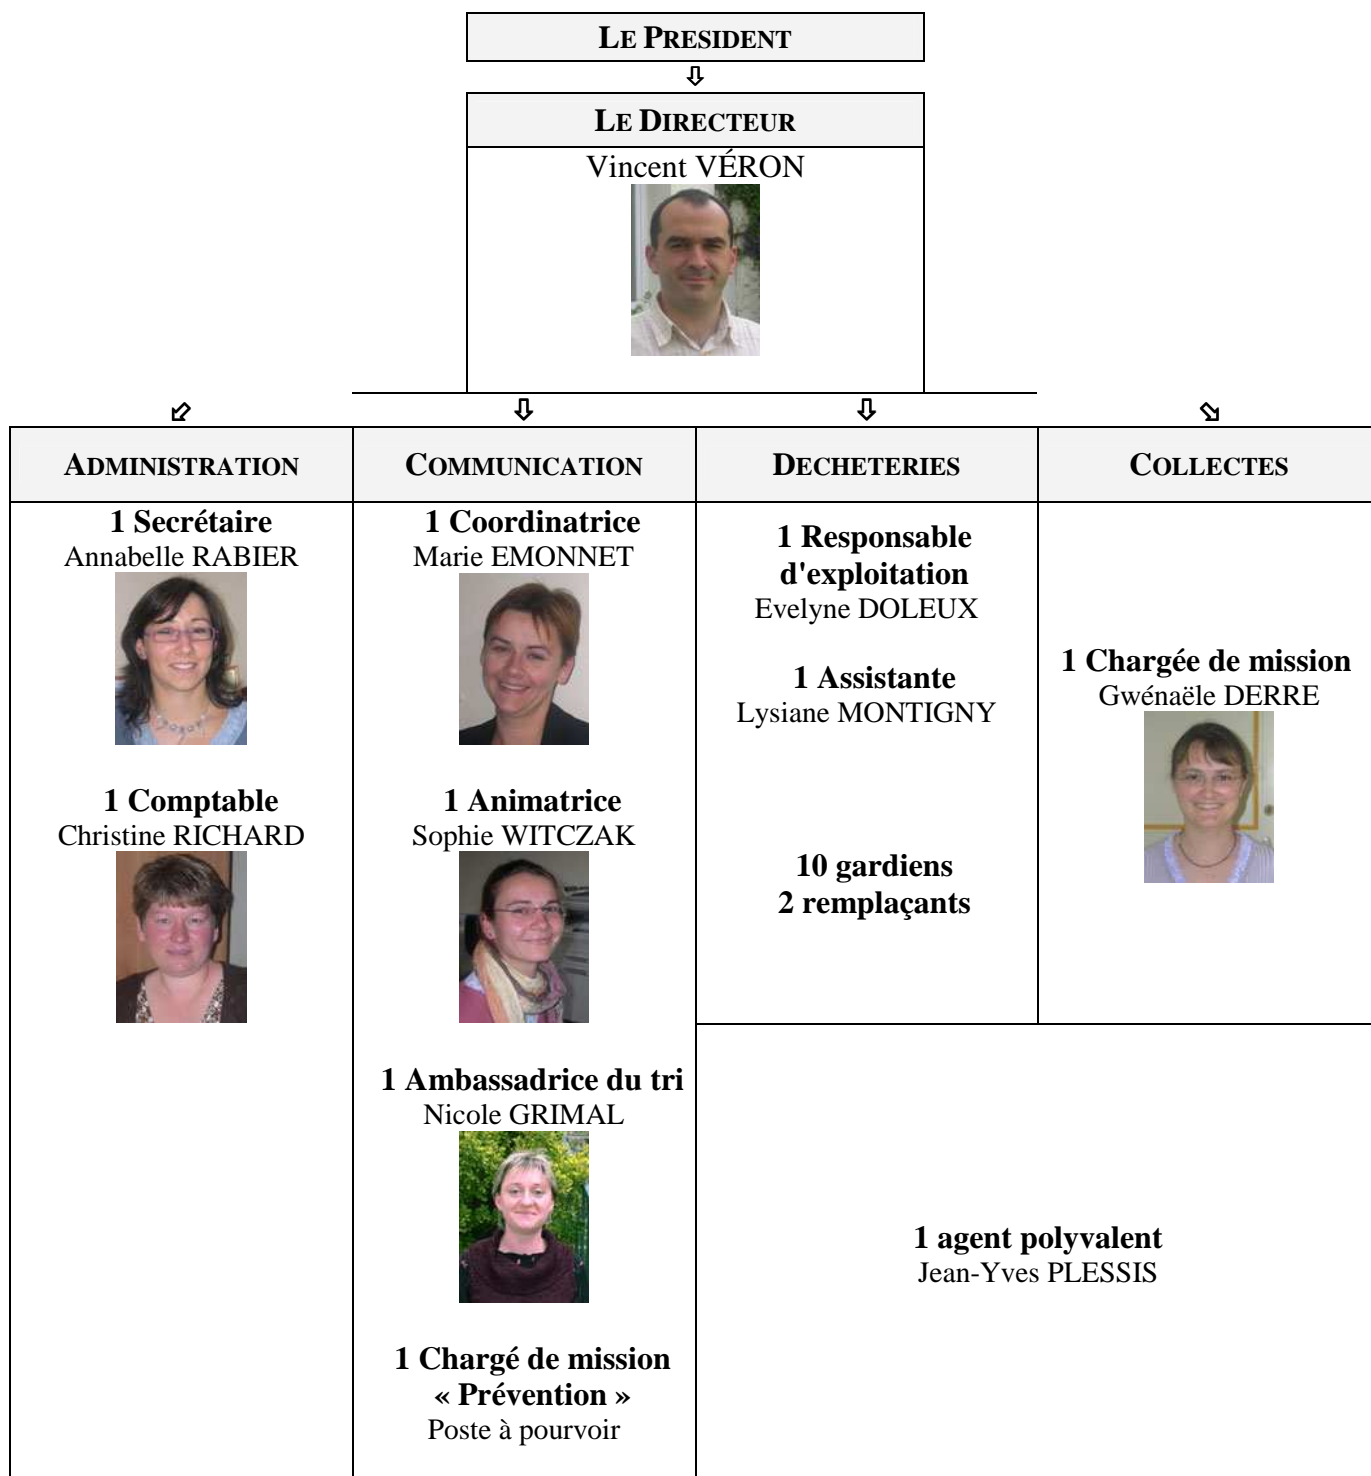 LE PRESIDENT
LE DIRECTEUR
Vincent VÉRON
ADMINISTRATION
1 Secrétaire
Annabelle RABIER
1 Comptable
Christine RICHARD
COMMUNICATION
1 Coordinatrice
Marie EMONNET
1 Animatrice
Sophie WITCZAK
1 Ambassadrice du tri
Nicole GRIMAL
1 Chargé de mission
« Prévention »
Poste à pourvoir
DECHETERIES
1 Responsable
d'exploitation
Evelyne DOLEUX
1 Assistante
Lysiane MONTIGNY
10 gardiens
2 remplaçants
COLLECTES
1 Chargée de mission
Gwénaële DERRE
1 agent polyvalent
Jean-Yves PLESSIS